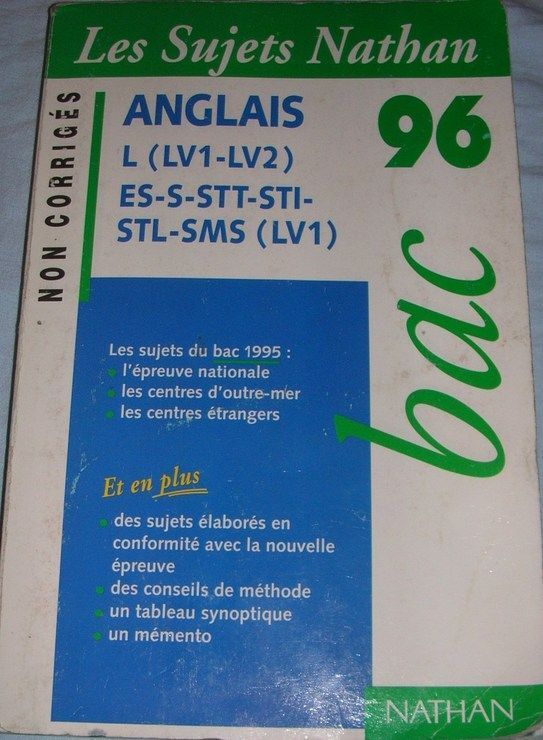 Les Sujets Nathan
NON CORRIGÉS
ANGLAIS
L (LV1-LV2)
ES-S-STT-STI-
STL-SMS (LV1)
96
bac
Les sujets du bac 1995 :
• l'épreuve nationale
• les centres d'outre-mer
• les centres étrangers
Et en plus
• des sujets élaborés en
conformité avec la nouvelle
épreuve
• des conseils de méthode
• un tableau synoptique
• un mémento
NATHAN